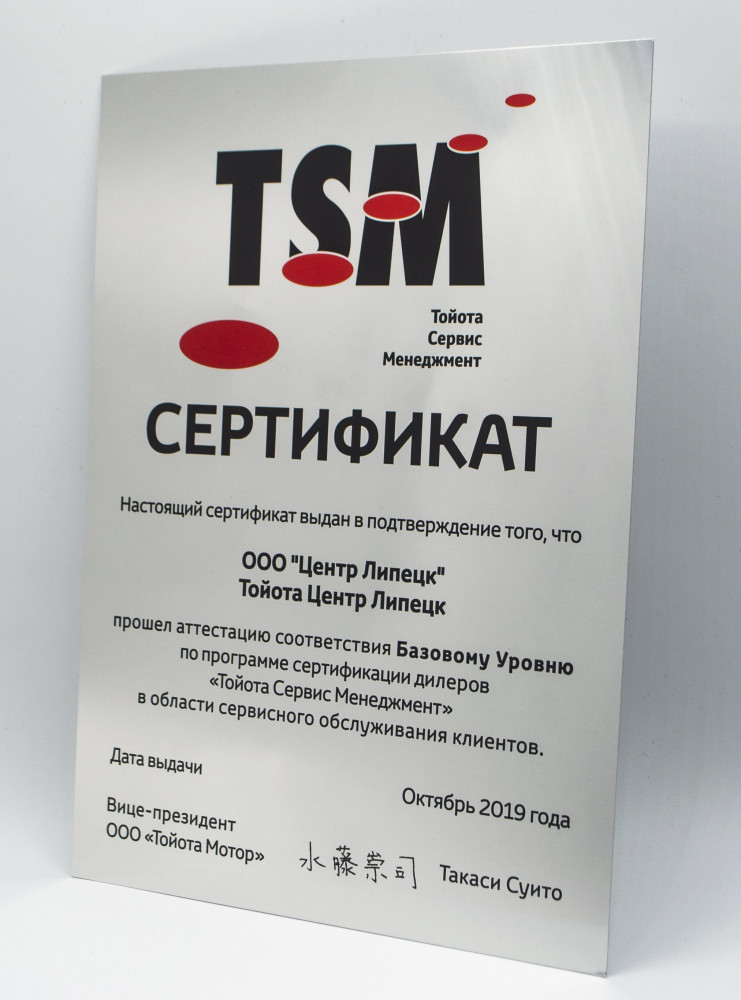 TSM
Тойота
Сервис
Менеджмент
СЕРТИФИКАТ
Настоящий сертификат выдан в подтверждение того, что
ООО "Центр Липецк"
Тойота Центр Липецк
прошел аттестацию соответствия Базовому Уровню
по программе сертификации дилеров
«Тойота Сервис Менеджмент»
в области сервисного обслуживания клиентов.
Дата выдачи
Октябрь 2019 года
Вице-президент
ООО «Тойота Мотор»
水藤崇司
Такаси Суито